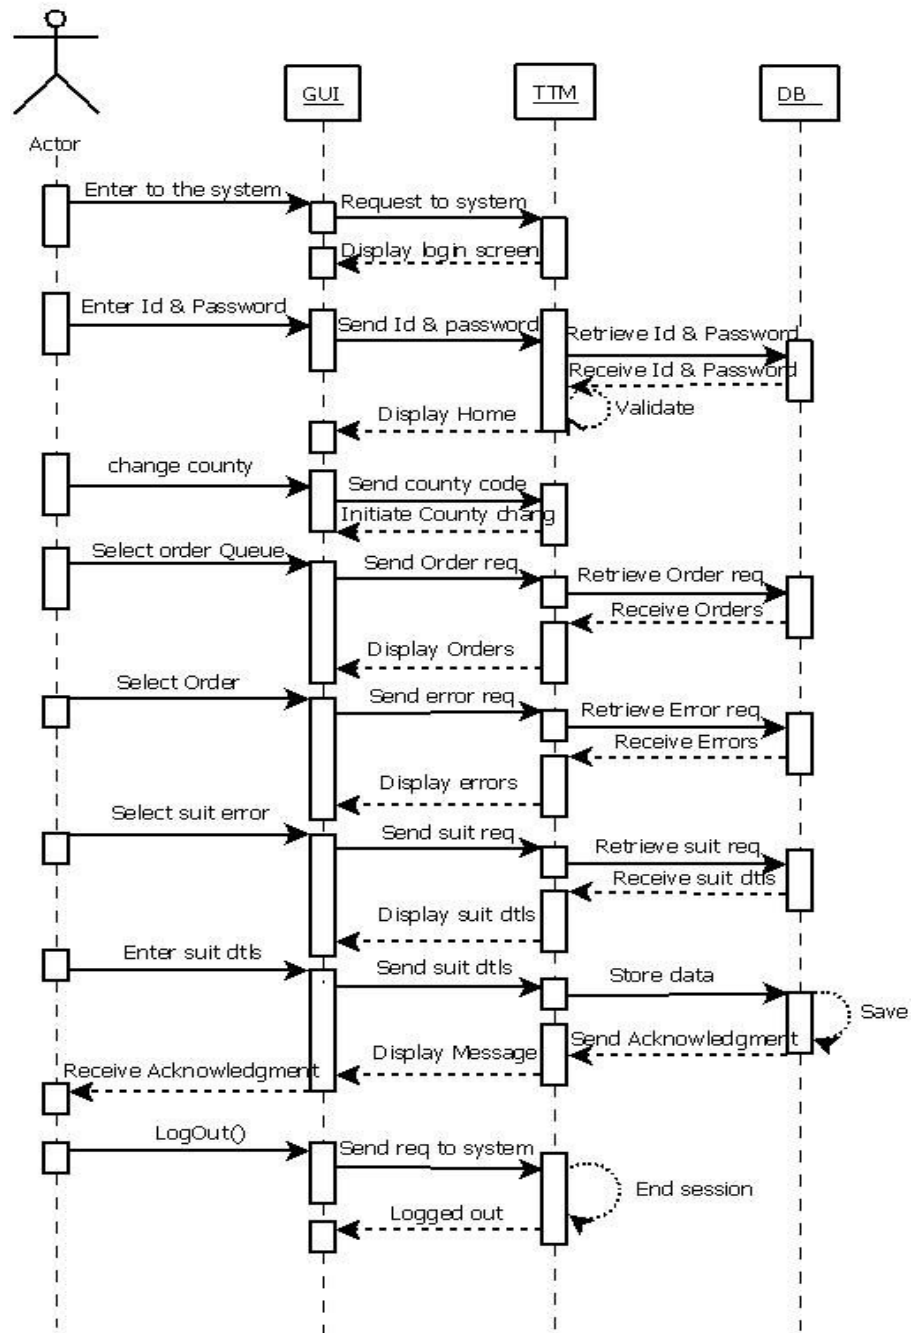 GUI
TTM
DB
Actor
Enter to the system
Request to system
Display login screen
Enter Id & Password
Send Id & password
Retrieve Id & Password
Receive Id & Password
Validate
Display Home
change county
Send county code
Initiate County chang
Select order Queue
Send Order req
Retrieve Order req
Receive Orders
Display Orders
Select Order
Send error req
Retrieve Error req
Receive Errors
Display errors
Select suit error
Send suit req
Retrieve suit req
Receive suit dtls
Display suit dtls
Enter suit dtls
Send suit dtls
Store data
Save
Send Acknowledgment
Display Message
Receive Acknowledgment
LogOut()
Send req to system
End session
Logged out